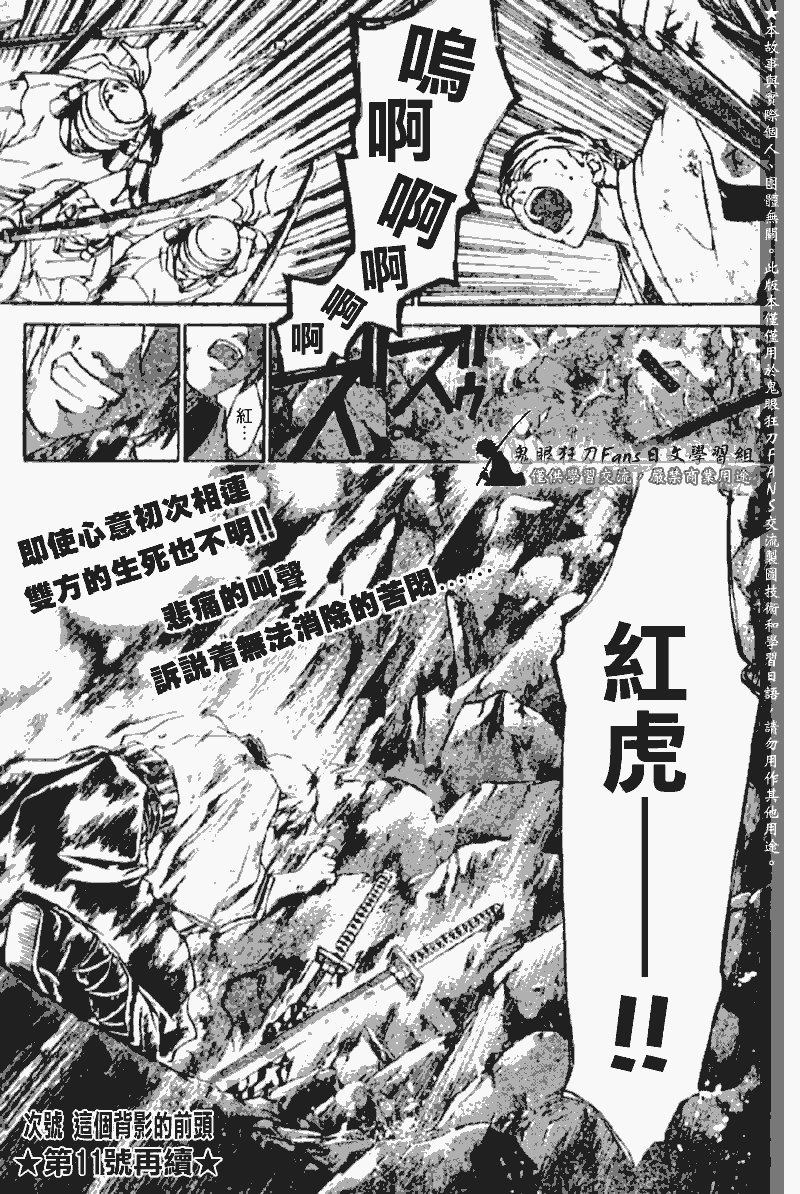 ★本故事與實際個人、團體無關。此版本僅僅用於鬼眼狂刀FANS交流製圖技術和學習日語，請勿用作其他用途。
嗚啊啊啊啊啊
ズズゥ
紅…
鬼眼狂刀Fans日文學習組
僅供學習交流，嚴禁商業用途
即使心意初次相連
雙方的生死也不明!!
悲痛的叫聲
訴説着無法消除的苦悶……
紅虎——!!
次號 這個背影的前頭
★第11號再續★